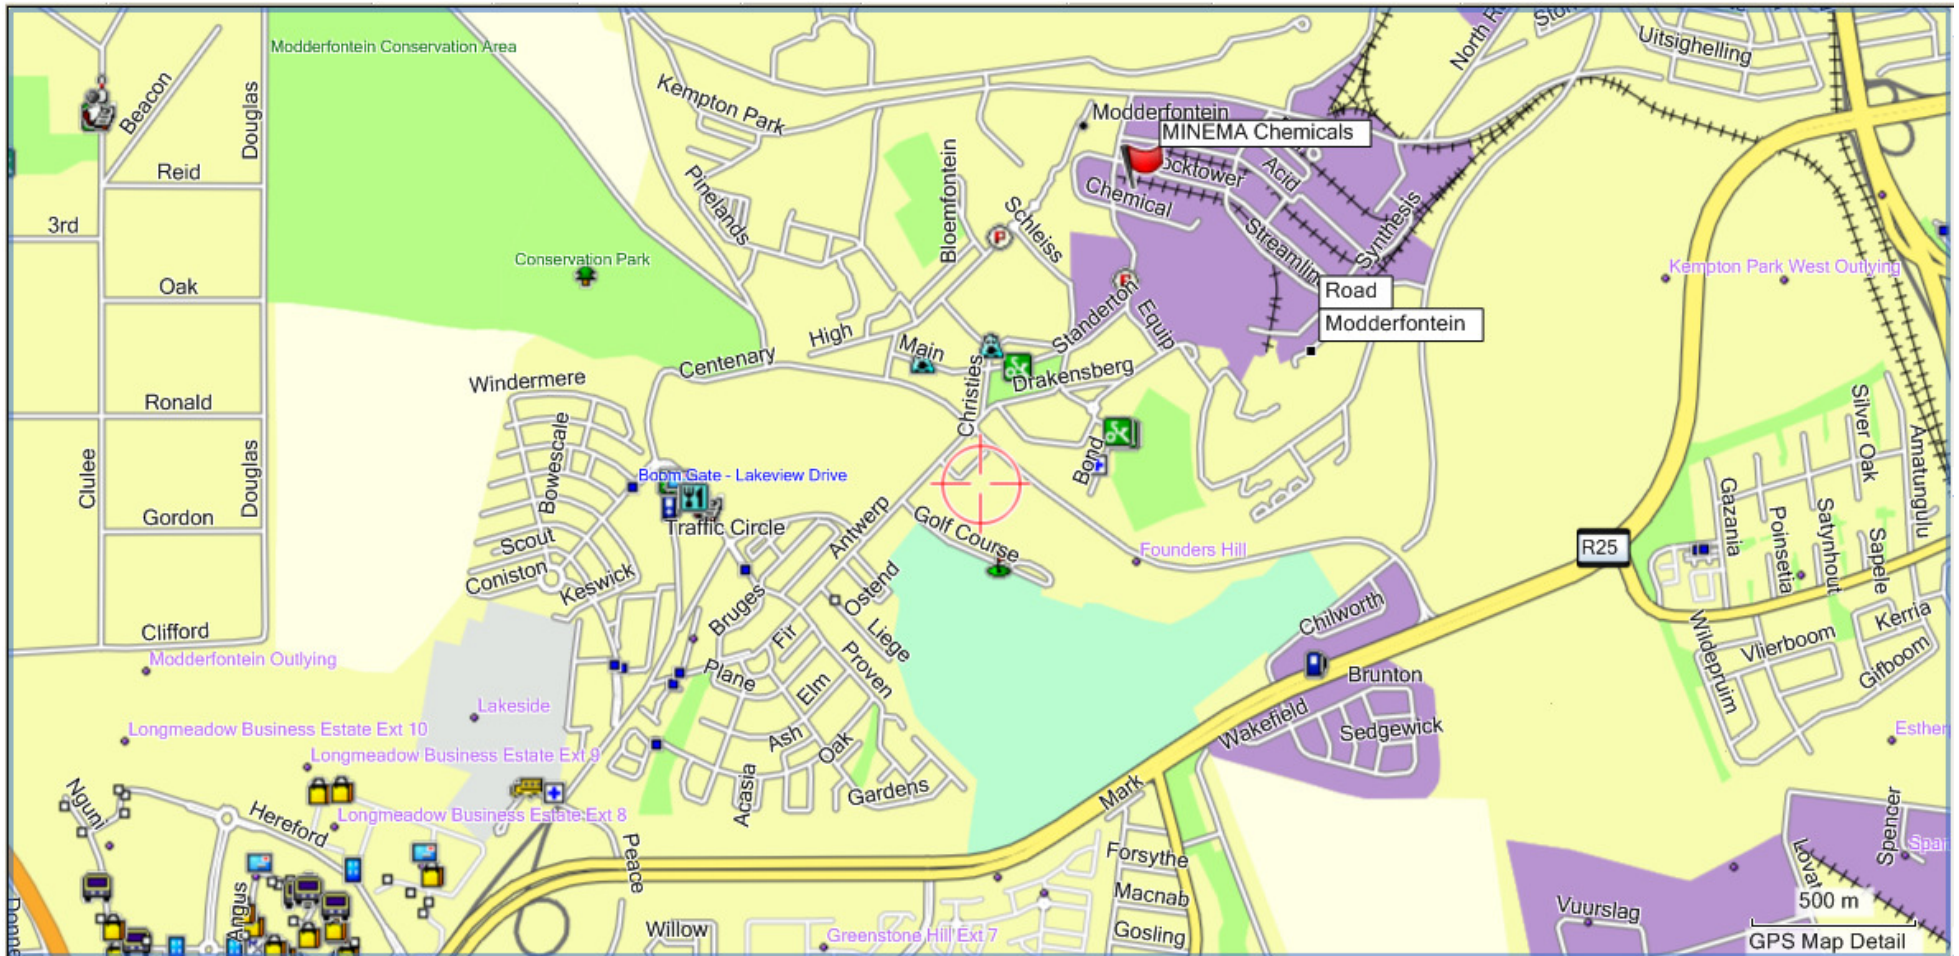 Modderfontein Conservation Area
Beacon
Douglas
Kempton Park
North
Uitsighelling
Modderfontein
MINEMA Chemicals
Reid
Pinelands
Bloemfontein
ocktower
Acid
Chemical
3rd
Schleiss
Synthesis
Conservation Park
Streamlin
Kempton Park West Outlying
Oak
Road
Modderfontein
Standerton
Equip
High
Main
Centenary
Drakensberg
Windermere
Christies
Ronald
Silver Oak
Amatungulu
Clulee
Douglas
Bowescale
Boom Gate - Lakeview Drive
Bond
Gordon
Traffic Circle
Antwerp
Golf Course
Founders Hill
R25
Gazania
Poinsetia
Satynhout
Sapele
Scout
Coniston
Keswick
Ostend
Bruges
Liege
Fir
Chilworth
Kerria
Clifford
Wildepruim
Vlierboom
Gifboom
Modderfontein Outlying
Plane
Proven
Elm
Brunton
Lakeside
Wakefield
Sedgewick
Longmeadow Business Estate Ext 10
Ash
Oak
Esther
Longmeadow Business Estate Ext 9
Acasia
Gardens
Mark
Nguni
Hereford
Longmeadow Business Estate Ext 8
Peace
Forsythe
Spencer
Spar
Lovat
Macnab
Angus
500 m
Vuurslag
Willow
Greenstone Hill Ext 7
Gosling
GPS Map Detail